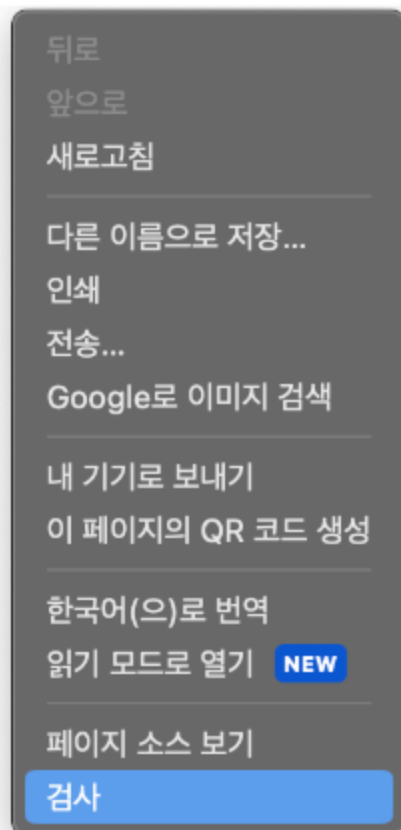 뒤로
앞으로
새로고침
다른 이름으로 저장...
인쇄
전송...
Google로 이미지 검색
내 기기로 보내기
이 페이지의 QR 코드 생성
한국어(으)로 번역
읽기 모드로 열기 NEW
페이지 소스 보기
검사